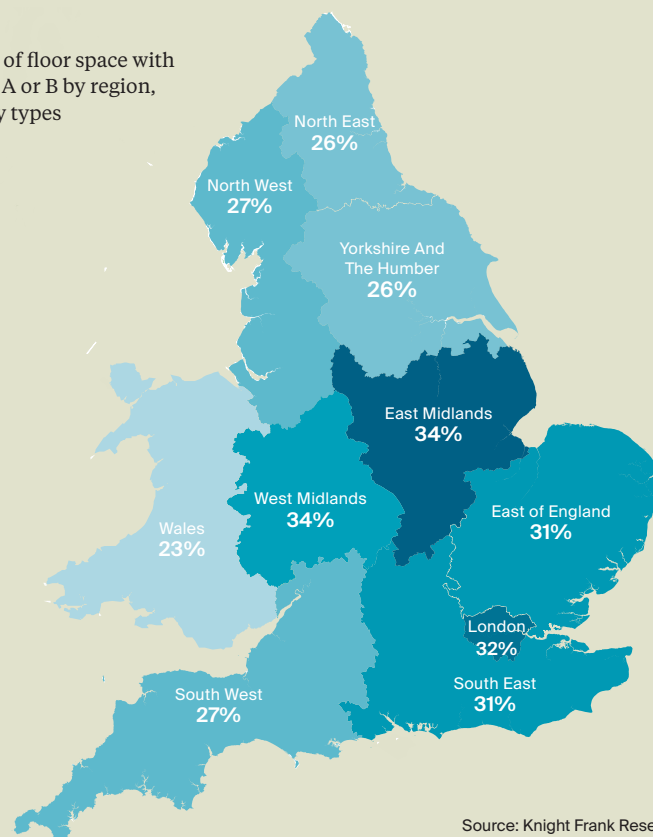 of floor space with
A or B by region,
types
North East
26%
North West
27%
Yorkshire And
The Humber
26%
East Midlands
34%
West Midlands
34%
East of England
31%
Wales
23%
London
32%
South East
31%
South West
27%
Source: Knight Frank